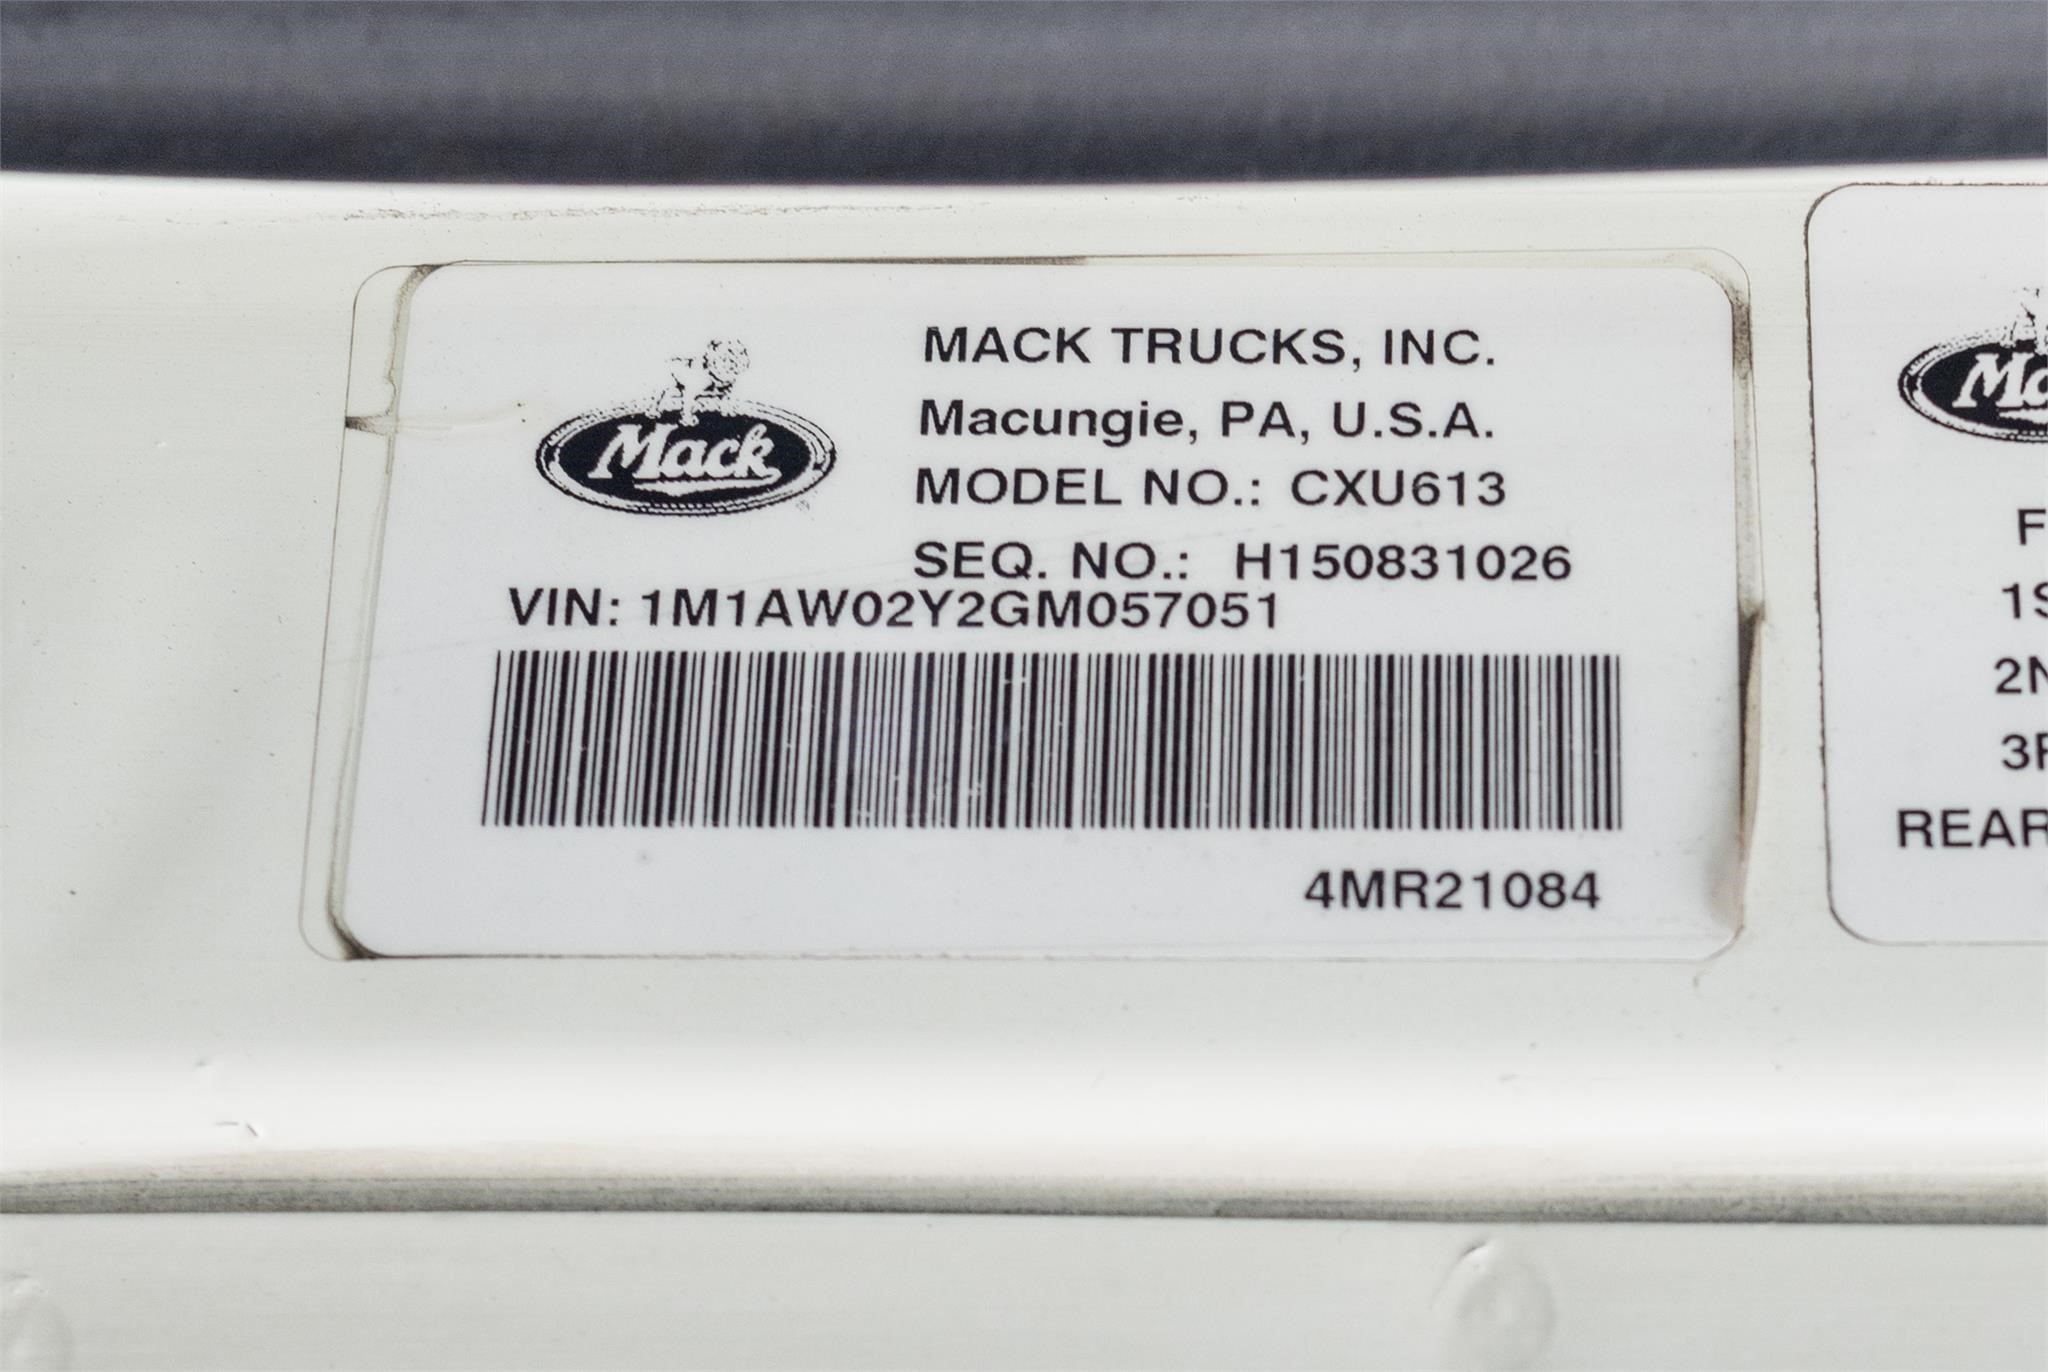 MACK TRUCKS, INC.
Macungie, PA, U.S.A.
Mack
MODEL NO.: CXU613
SEQ. NO.: H150831026
VIN: 1M1AW02Y2GM057051
4MR21084
REAR